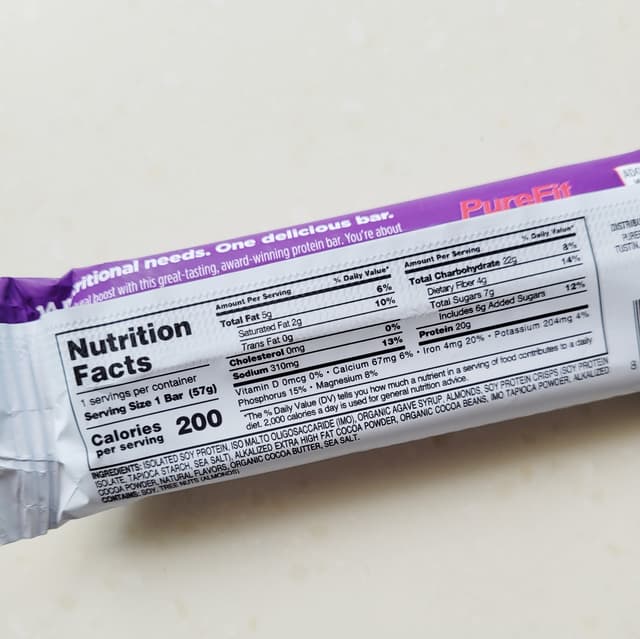 PureFit
ritional needs. One delicious bar.
boost with this great-tasting, award-winning protein bar. You're about
Nutrition
Facts
1 servings per container
Serving Size 1 Bar (57g)
Calories
per serving
200
Amount Per Serving % Daily Value*
Total Fat 5g 6%
Saturated Fat 2g 10%
Trans Fat 0g
Cholesterol 0mg 0%
Sodium 310mg 13%
Amount Per Serving % Daily Value*
Total Charbohydrate 22g 8%
Dietary Fiber 4g 14%
Total Sugars 7g
Includes 6g Added Sugars 12%
Protein 20g
Vitamin D 0mcg 0% • Calcium 67mg 6% • Iron 4mg 20% • Potassium 204mg 4%
Phosphorus 15% • Magnesium 8%
*The % Daily Value (DV) tells you how much a nutrient in a serving of food contributes to a daily
diet. 2,000 calories a day is used for general nutrition advice.
INGREDIENTS: ISOLATED SOY PROTEIN, ISO MALTO OLIGOSACCARIDE (IMO), ORGANIC AGAVE SYRUP, ALMONDS, SOY PROTEIN CRISPS (SOY PROTEIN
ISOLATE, TAPIOCA STARCH, SEA SALT), ALKALIZED EXTRA HIGH FAT COCOA POWDER, ORGANIC COCOA BEANS, IMO TAPIOCA POWDER, ALKALIZED
COCOA POWDER, NATURAL FLAVORS, ORGANIC COCOA BUTTER, SEA SALT.
CONTAINS: SOY, TREE NUTS (ALMONDS)